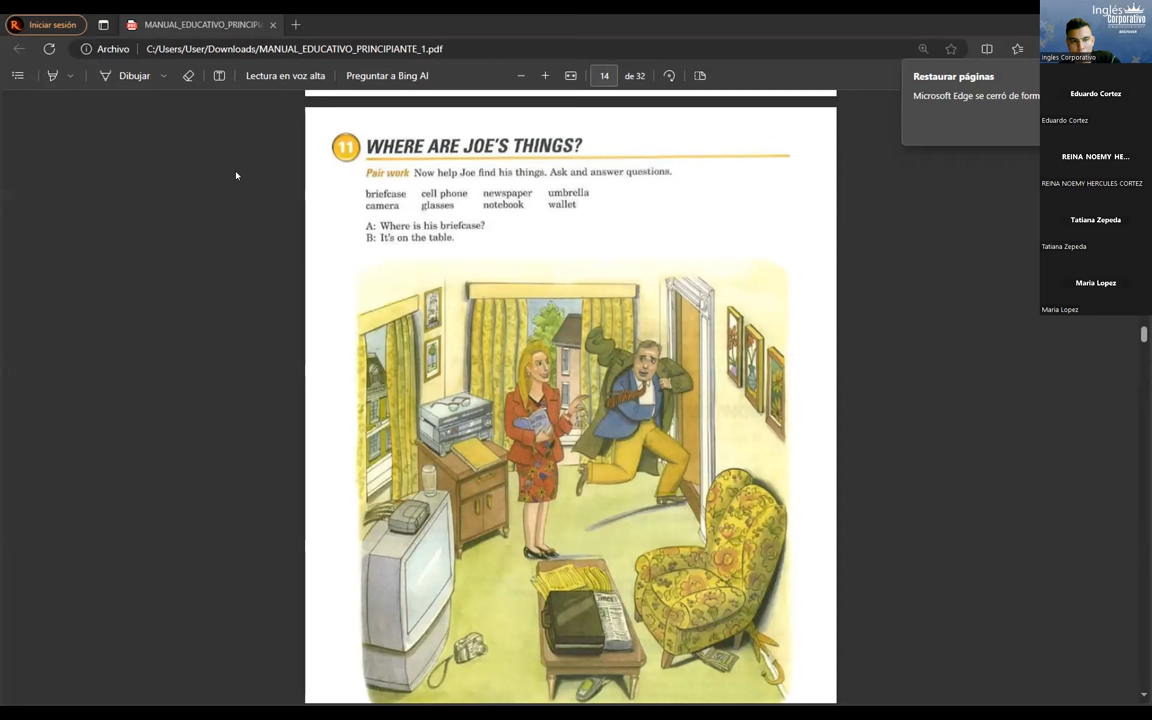 Iniciar sesión
MANUAL_EDUCATIVO_PRINCIPI
Archivo
C:/Users/User/Downloads/MANUAL_EDUCATIVO_PRINCIPIANTE_1.pdf
Dibujar
Lectura en voz alta
Preguntar a Bing AI
14
de 32
Restaurar páginas
Microsoft Edge se cerró de form
Inglés
Corporativo
Ingles Corporativo
Eduardo Cortez
Eduardo Cortez
REINA NOEMY HE...
REINA NOEMY HERCULES CORTEZ
Tatiana Zepeda
Tatiana Zepeda
Maria Lopez
Maria Lopez
11 WHERE ARE JOE'S THINGS?
Pair work Now help Joe find his things. Ask and answer questions.
briefcase cell phone newspaper umbrella
camera glasses notebook wallet
A: Where is his briefcase?
B: It's on the table.